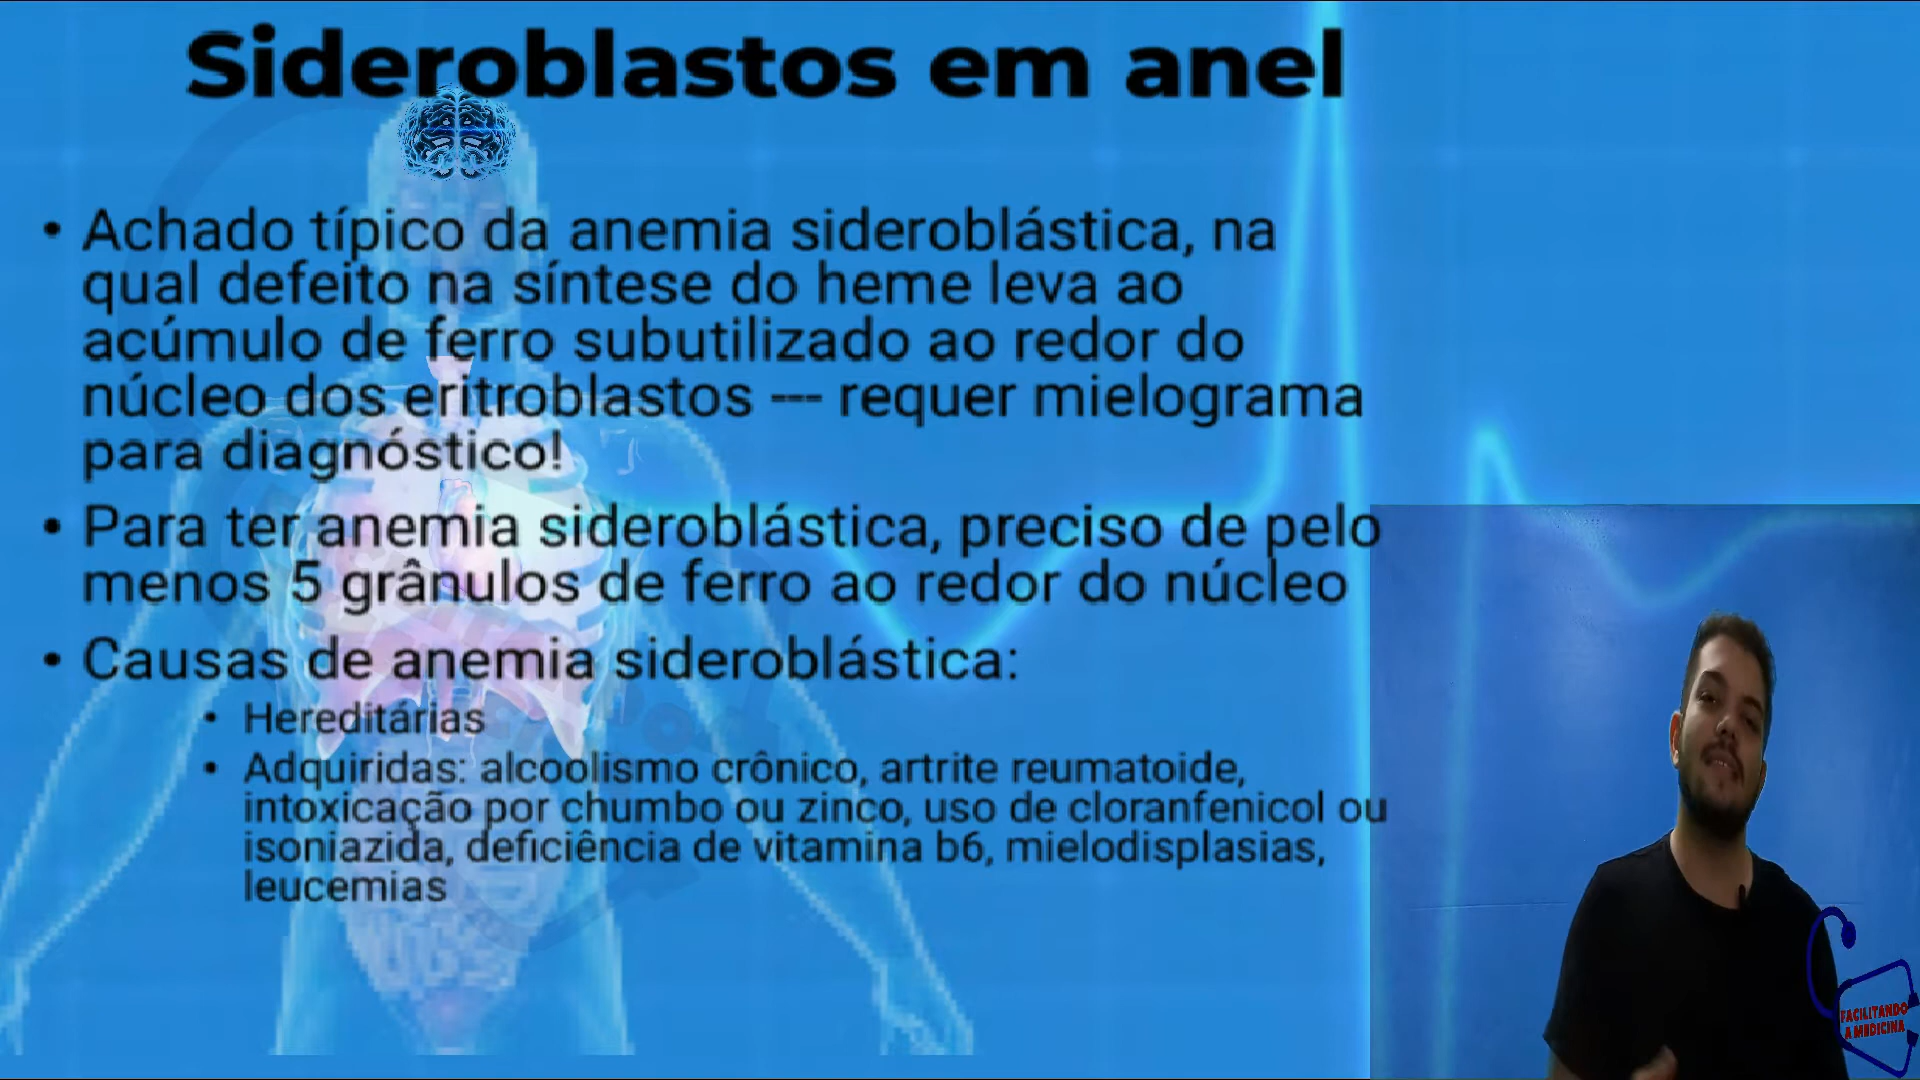 Sideroblastos em anel
• Achado típico da anemia sideroblástica, na
qual defeito na síntese do heme leva ao
acúmulo de ferro subutilizado ao redor do
núcleo dos eritroblastos --- requer mielograma
para diagnóstico!
• Para ter anemia sideroblástica, preciso de pelo
menos 5 grânulos de ferro ao redor do núcleo
• Causas de anemia sideroblástica:
• Hereditárias
• Adquiridas: alcoolismo crônico, artrite reumatoide,
intoxicação por chumbo ou zinco, uso de cloranfenicol ou
isoniazida, deficiência de vitamina b6, mielodisplasias,
leucemias
FACILITANDO
A MEDICINA